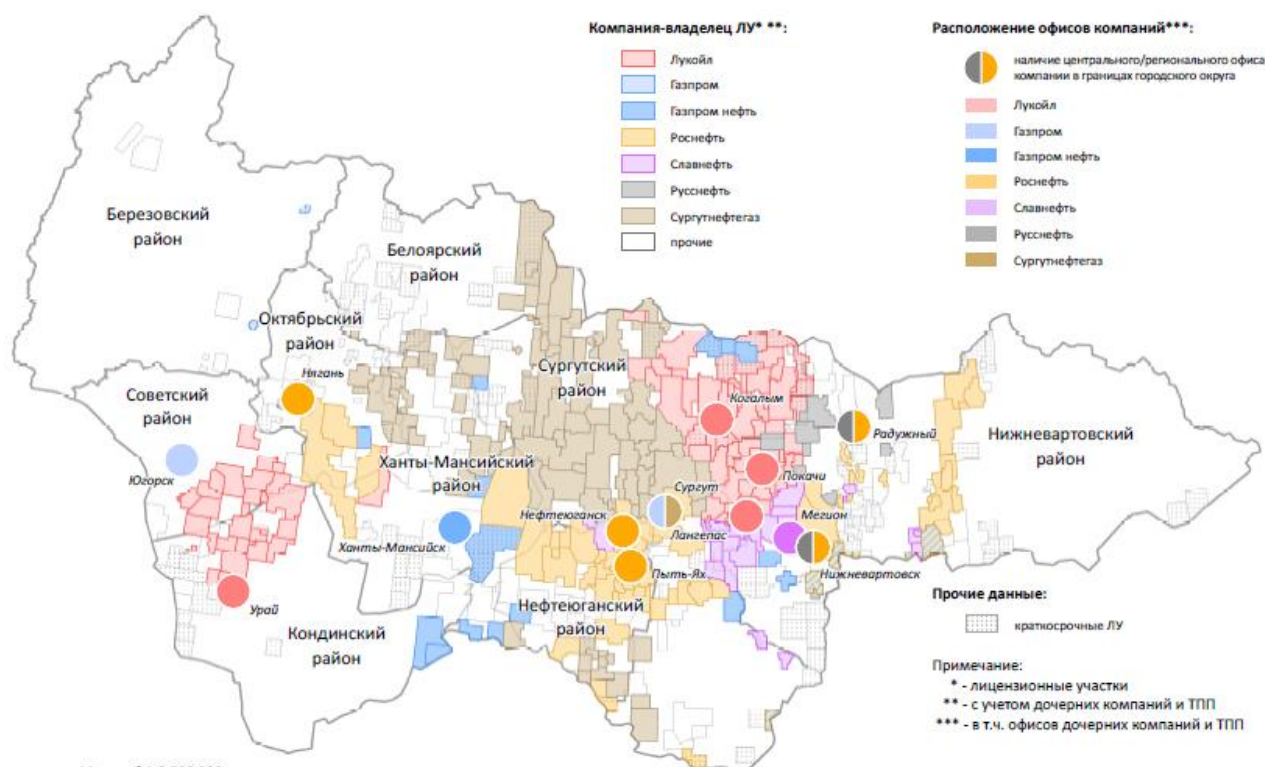 Компания-владелец ЛУ* **:
Лукойл
Газпром
Газпром нефть
Роснефть
Славнефть
Русснефть
Сургутнефтегаз
прочие
Расположение офисов компаний***:
наличие центрального/регионального офиса
компании в границах городского округа
Лукойл
Газпром
Газпром нефть
Роснефть
Славнефть
Русснефть
Сургутнефтегаз
Березовский
район
Белоярский
район
Октябрьский
район
Нягань
Советский
район
Югорск
Сургутский
район
Когалым
Радужный
Нижневартовский
район
Ханты-Мансийский
район
Покачи
Сургут
Нефтеюганск
Мегион
Лангепас
Ханты-Мансийск
Пыть-Ях
Нижневартовск
Урай
Нефтеюганский
район
Кондинский
район
Прочие данные:
краткосрочные ЛУ
Примечание:
* - лицензионные участки
** - с учетом дочерних компаний и ТПП
*** - в т.ч. офисов дочерних компаний и ТПП